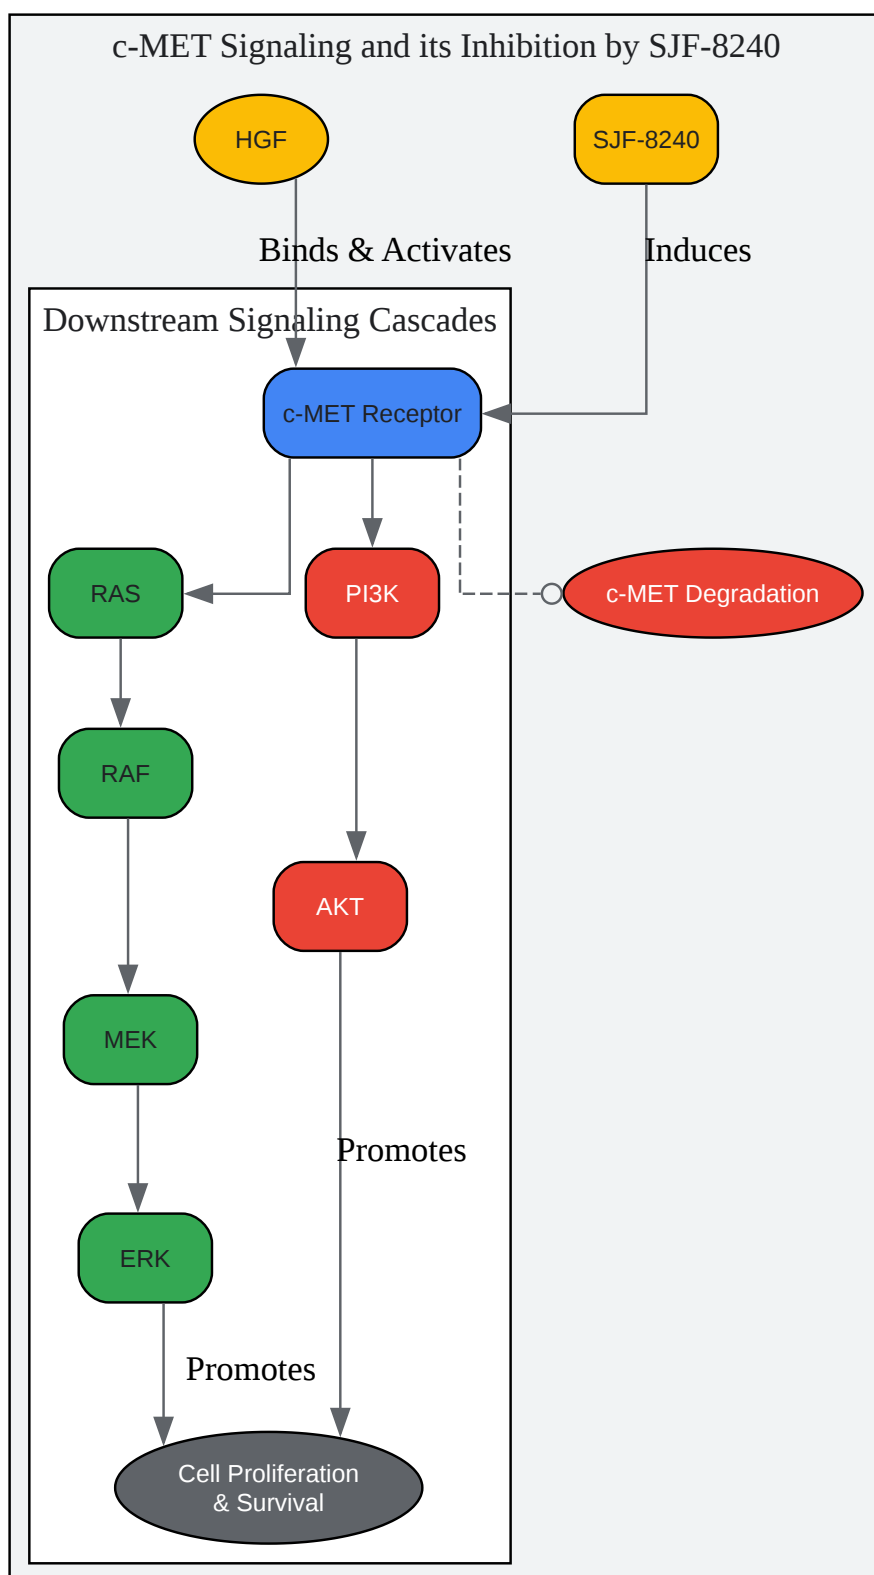 c-MET Signaling and its Inhibition by SJF-8240
HGF
SJF-8240
Binds & Activates
Induces
Downstream Signaling Cascades
c-MET Receptor
RAS
PI3K
c-MET Degradation
RAF
AKT
MEK
Promotes
ERK
Promotes
Cell Proliferation
& Survival